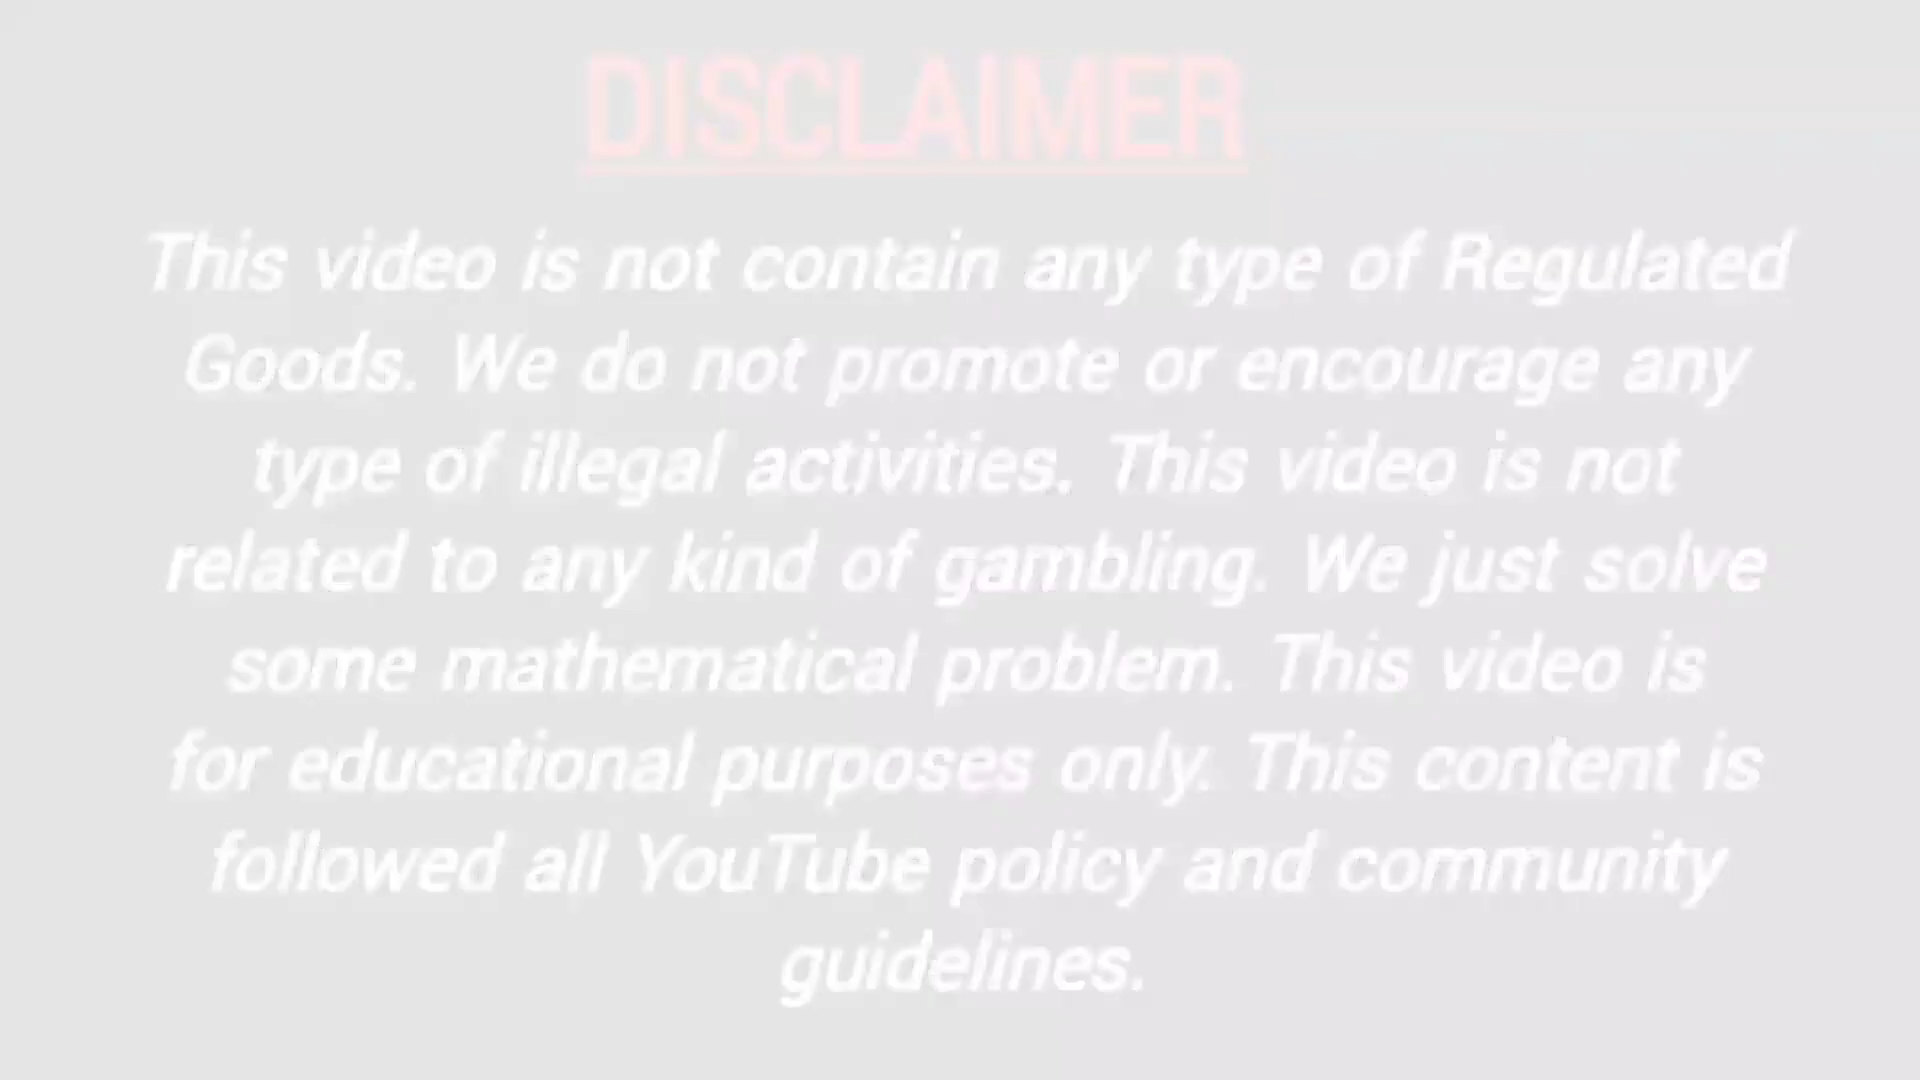 DISCLAIMER
This video is not contain any type of Regulated
Goods. We do not promote or encourage any
type of illegal activities. This video is not
related to any kind of gambling. We just solve
some mathematical problem. This video is
for educational purposes only. This content is
followed all YouTube policy and community
guidelines.